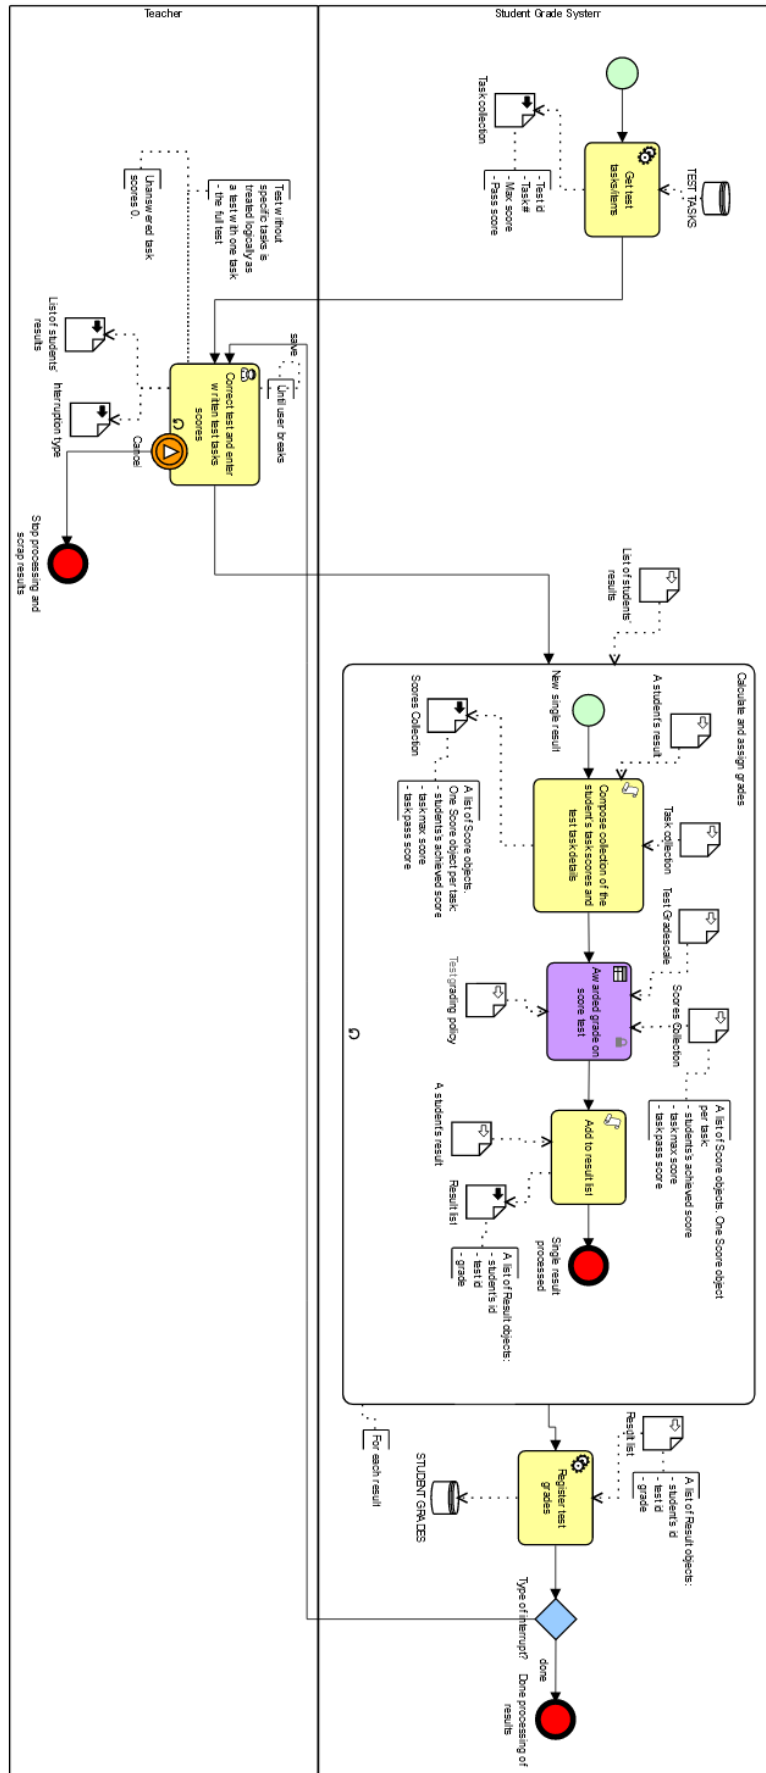 Student Grade System
Teacher
TEST TASKS
Get test
tasks/items
Task collection
- Test id
- Task#
- Max score
- Pass score
Test without
specific tasks is
treated logically as
a test with one task
- the full test
Unanswered task
scores 0.
save
Until user breaks
Correct test and enter
written test tasks
scores
List of students'
results
Interruption type
Cancel
Stop processing and
scrap results
List of students'
results
Calculate and assign grades
New single result
A student's result
Compose collection of the
student's task scores and
test task details
Scores Collection
A list of Score objects.
One Score object per task:
- students's achieved score
- task max score
- task pass score
Task collection
Test Gradescale
Scores Collection
A list of Score objects. One Score object
per task:
- students's achieved score
- task max score
- task pass score
Awarded grade on
score test
Test grading policy
Add to result list
A student's result
Result list
A list of Result objects:
- student's id
- test id
- grade
Single result
processed
For each result
Result list
A list of Result objects:
- student's id
- test id
- grade
Register test
grades
STUDENT GRADES
Type of interrupt?
done
Done processing of
results